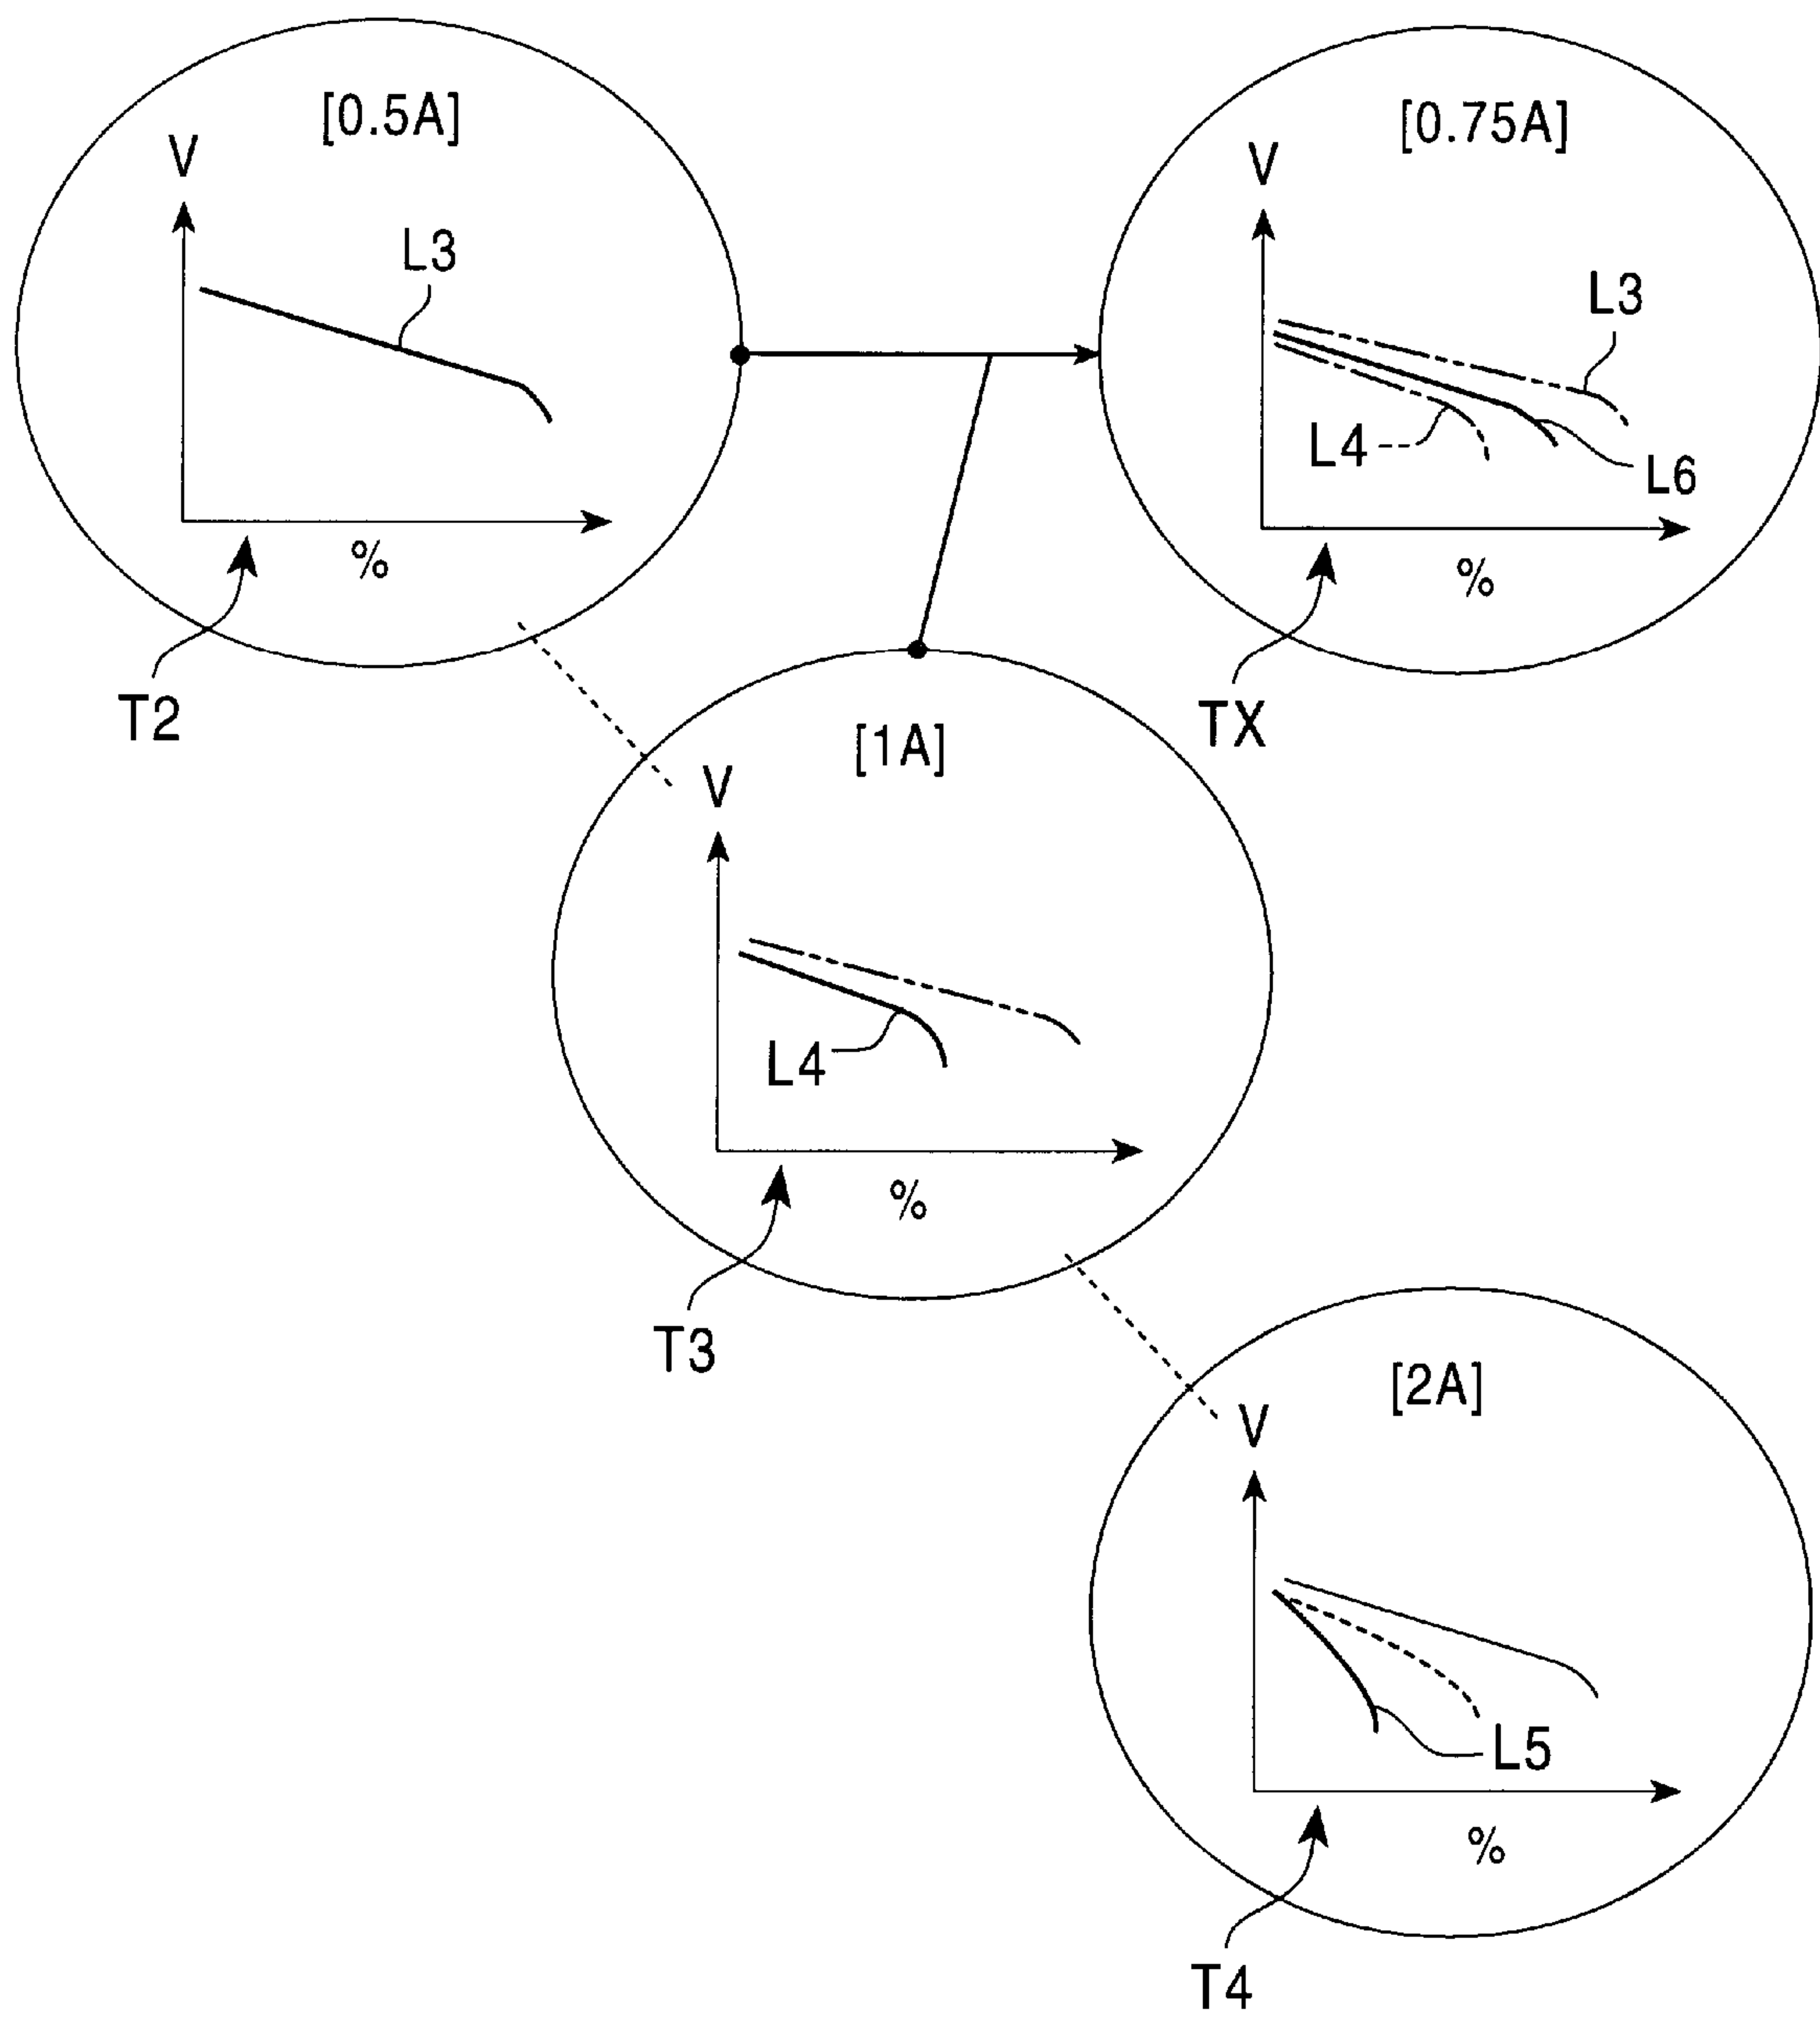 [0.5A]
V
L3
%
T2
[0.75A]
V
L3
L4
L6
%
TX
[1A]
V
L4
%
T3
[2A]
V
L5
%
T4